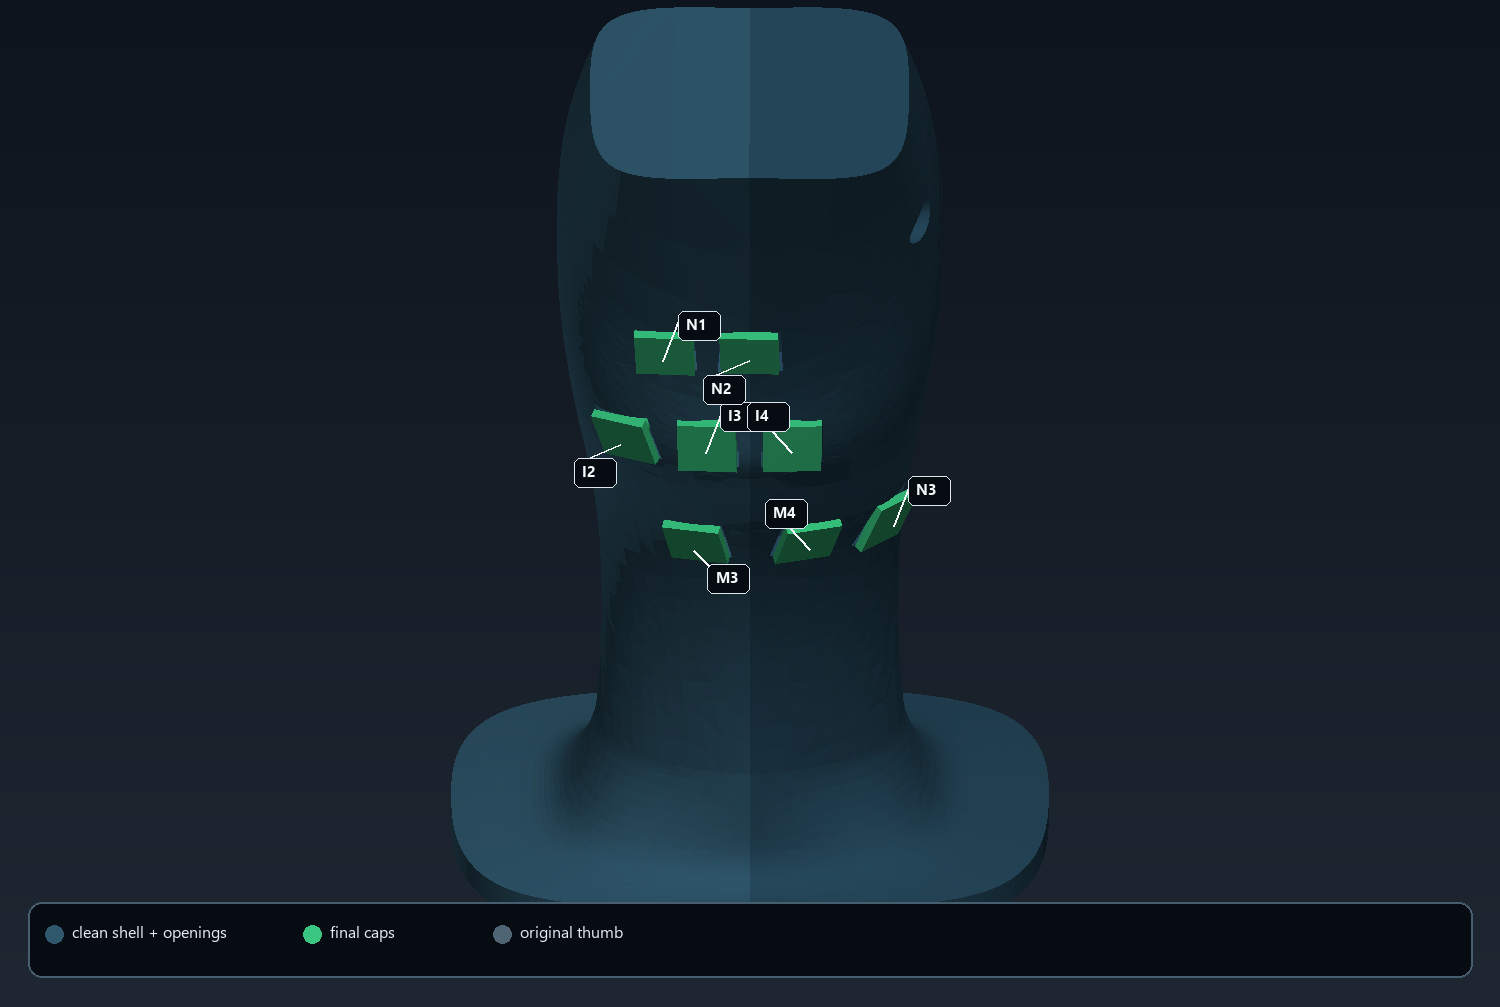 N1
N2
I3
I4
I2
N3
M4
M3
clean shell + openings
final caps
original thumb